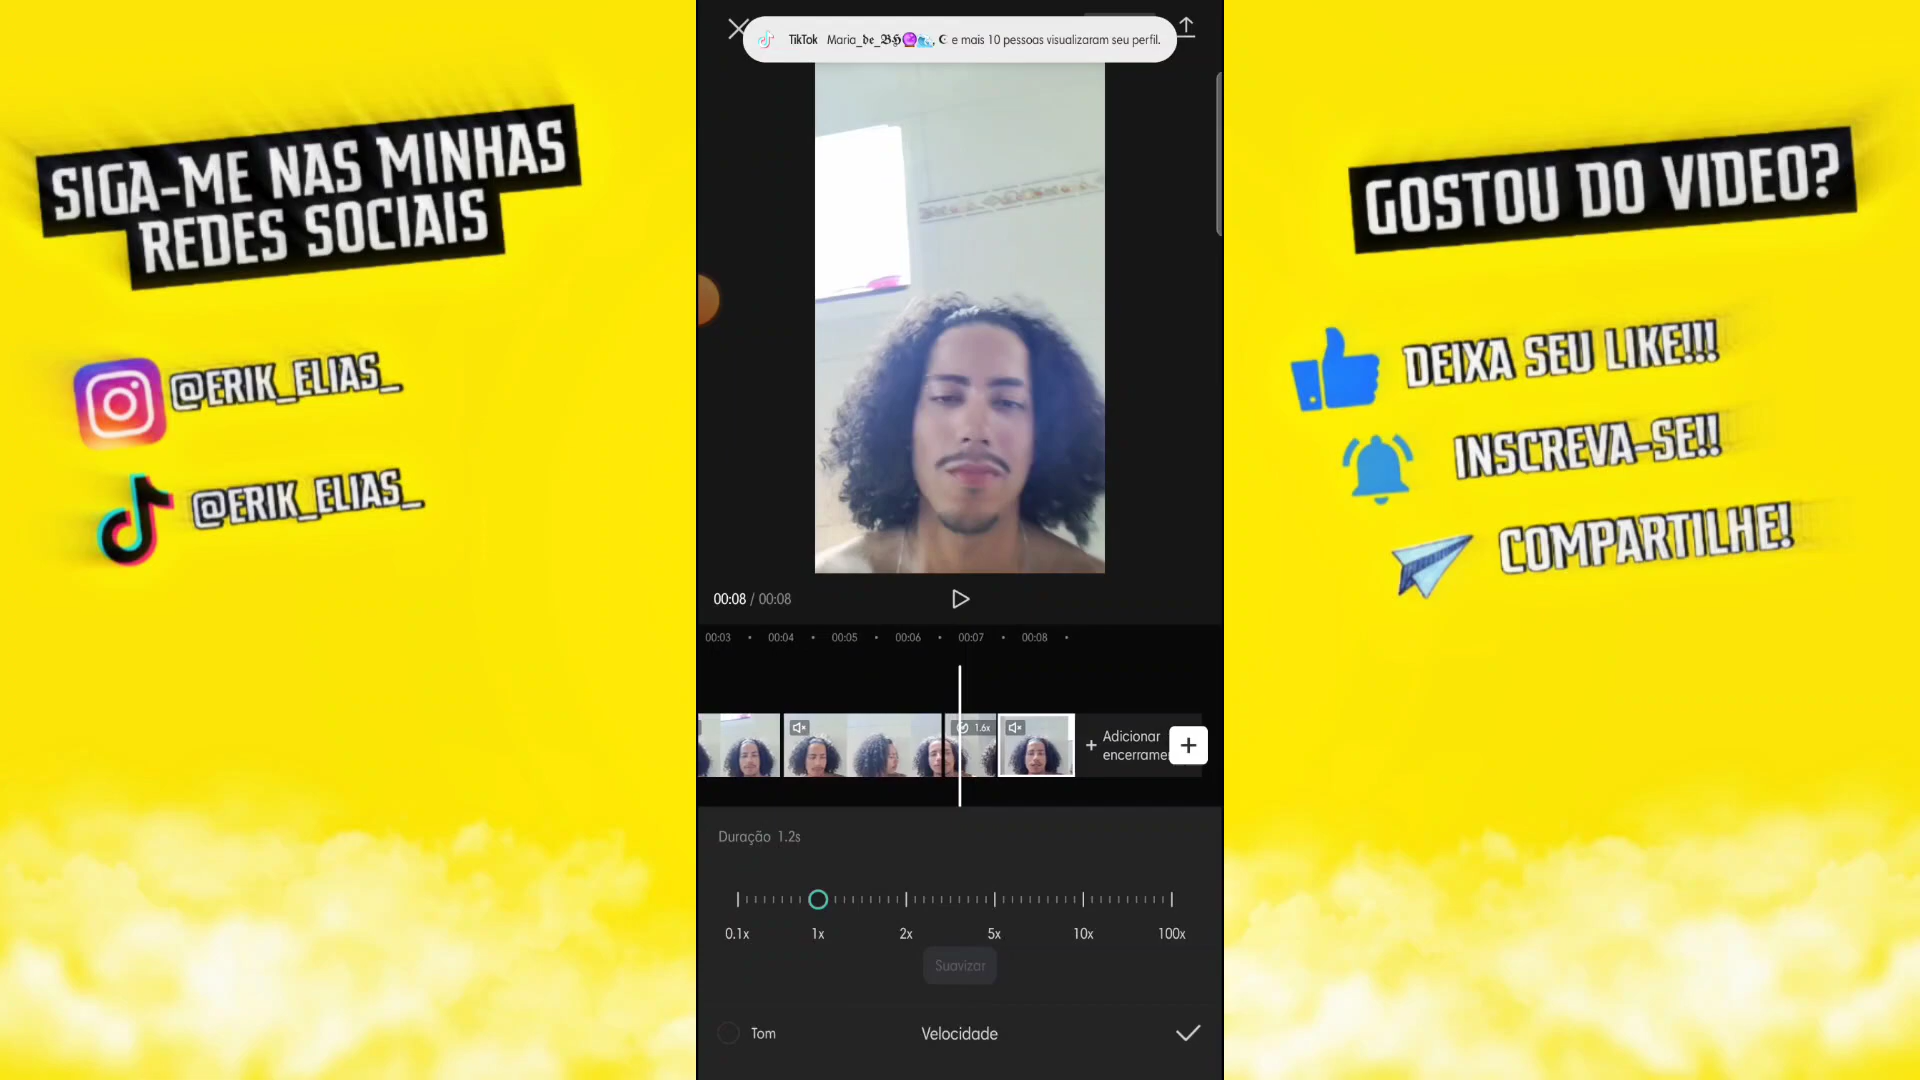 SIGA-ME NAS MINHAS
REDES SOCIAIS
@ERIK_ELIAS_
@ERIK_ELIAS_
TikTok Maria_𝖉𝖊_𝕭𝕳🔮🌊, ☪ e mais 10 pessoas visualizaram seu perfil.
00:08 / 00:08
00:03 00:04 00:05 00:06 00:07 00:08
1.6x
+ Adicionar
encerrame
+
Duração 1.2s
0.1x 1x 2x 5x 10x 100x
Suavizar
Tom Velocidade
GOSTOU DO VIDEO?
DEIXA SEU LIKE!!!
INSCREVA-SE!!
COMPARTILHE!